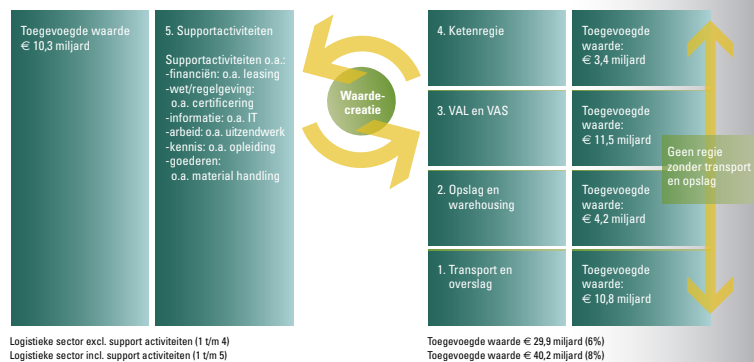 Toegevoegde waarde
€ 10,3 miljard
5. Supportactiviteiten
Supportactiviteiten o.a.:
-financiën: o.a. leasing
-wet/regelgeving:
o.a. certificering
-informatie: o.a. IT
-arbeid: o.a. uitzendwerk
-kennis: o.a. opleiding
-goederen:
o.a. material handling
Waarde-
creatie
4. Ketenregie
Toegevoegde
waarde:
€ 3,4 miljard
3. VAL en VAS
Toegevoegde
waarde:
€ 11,5 miljard
2. Opslag en
warehousing
Toegevoegde
waarde:
€ 4,2 miljard
1. Transport en
overslag
Toegevoegde
waarde:
€ 10,8 miljard
Geen regie
zonder transport
en opslag
Logistieke sector excl. support activiteiten (1 t/m 4)
Logistieke sector incl. support activiteiten (1 t/m 5)
Toegevoegde waarde € 29,9 miljard (6%)
Toegevoegde waarde € 40,2 miljard (8%)